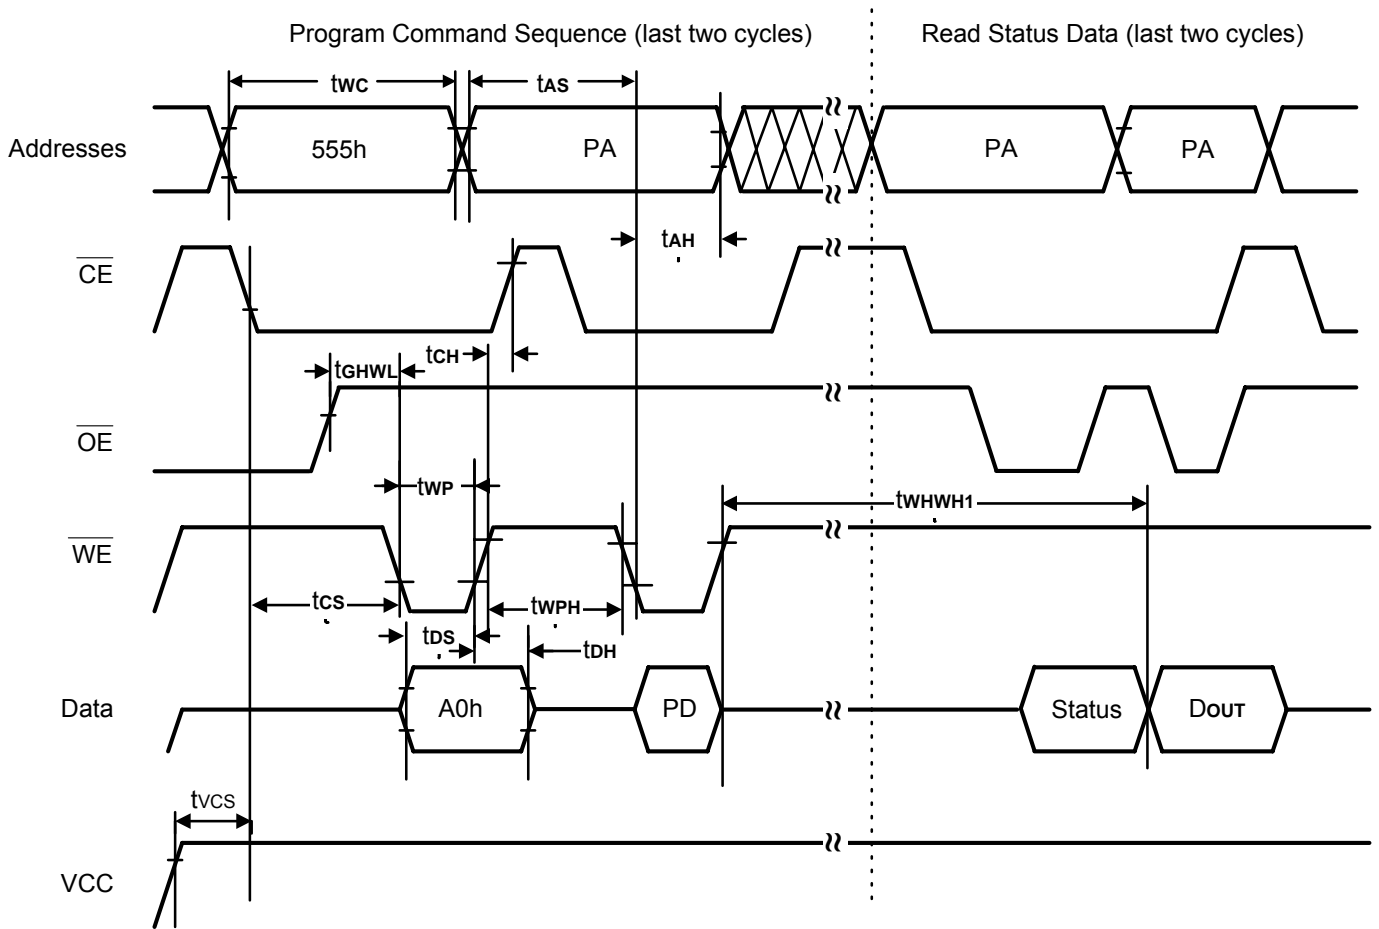 Program Command Sequence (last two cycles)
Read Status Data (last two cycles)
tWC
tAS
Addresses
555h
PA
PA
PA
tAH
CE
tCH
tGHWL
OE
tWP
tWHWH1
WE
tCS
tWPH
tDS
tDH
Data
A0h
PD
Status
DOUT
tVCS
VCC